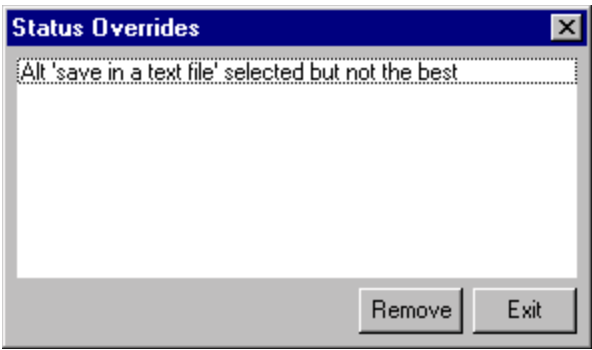 Status Overrides
Alt 'save in a text file' selected but not the best
Remove
Exit